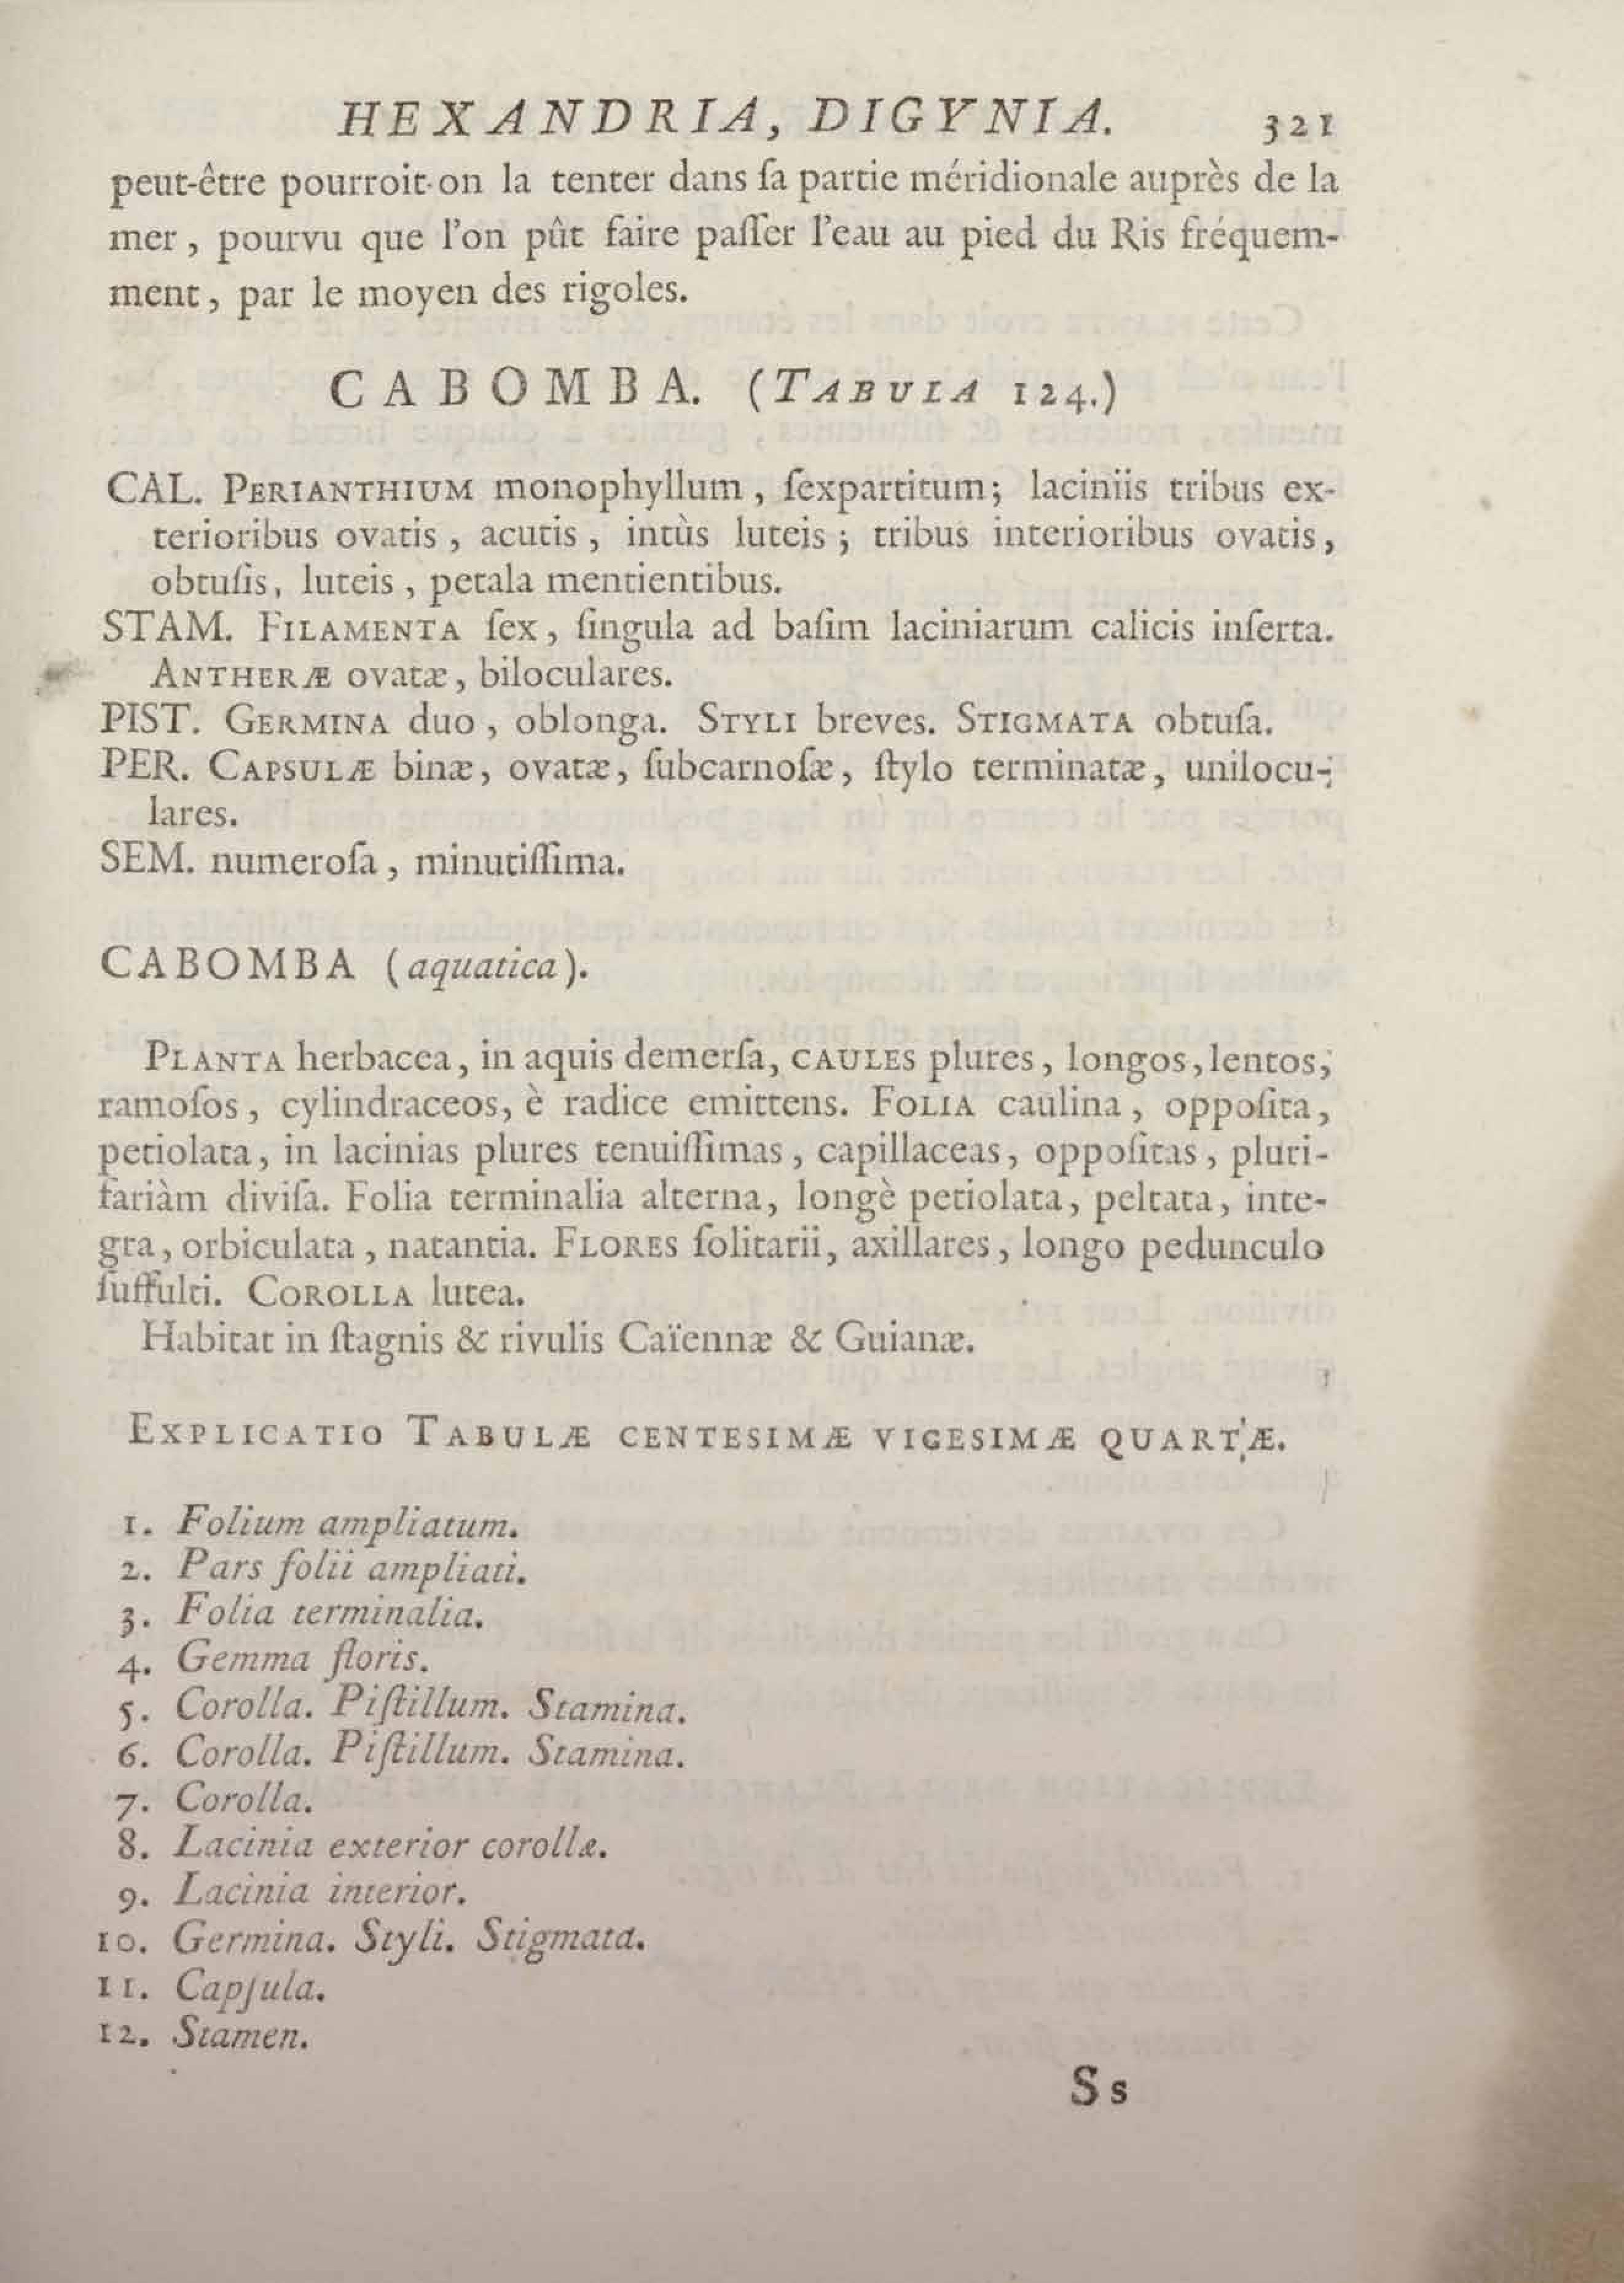 HEXANDRIA, DIGYNIA. 321
peut-être pourroit-on la tenter dans ſa partie méridionale auprès de la
mer, pourvu que l'on pût faire paſſer l'eau au pied du Ris fréquem-
ment, par le moyen des rigoles.
CABOMBA. (TABULA 124.)
CAL. PERIANTHIUM monophyllum, ſexpartitum; laciniis tribus ex-
terioribus ovatis, acutis, intùs luteis; tribus interioribus ovatis,
obtuſis, luteis, petala mentientibus.
STAM. FILAMENTA ſex, ſingula ad baſim laciniarum calicis inſerta.
ANTHERÆ ovatæ, biloculares.
PIST. GERMINA duo, oblonga. STYLI breves. STIGMATA obtuſa.
PER. CAPSULÆ binæ, ovatæ, ſubcarnoſæ, ſtylo terminatæ, unilocu-
lares.
SEM. numeroſa, minutiſſima.
CABOMBA (aquatica).
PLANTA herbacea, in aquis demerſa, CAULES plures, longos, lentos,
ramoſos, cylindraceos, è radice emittens. FOLIA caulina, oppoſita,
petiolata, in lacinias plures tenuiſſimas, capillaceas, oppoſitas, pluri-
fariàm diviſa. Folia terminalia alterna, longè petiolata, peltata, inte-
gra, orbiculata, natantia. FLORES ſolitarii, axillares, longo pedunculo
ſuffulti. COROLLA lutea.
Habitat in ſtagnis & rivulis Caïennæ & Guianæ.
EXPLICATIO TABULÆ CENTESIMÆ VIGESIMÆ QUARTÆ.
1. Folium ampliatum.
2. Pars folii ampliati.
3. Folia terminalia.
4. Gemma floris.
5. Corolla. Piſtillum. Stamina.
6. Corolla. Piſtillum. Stamina.
7. Corolla.
8. Lacinia exterior corollæ.
9. Lacinia interior.
10. Germina. Styli. Stigmata.
11. Capſula.
12. Stamen.
Ss